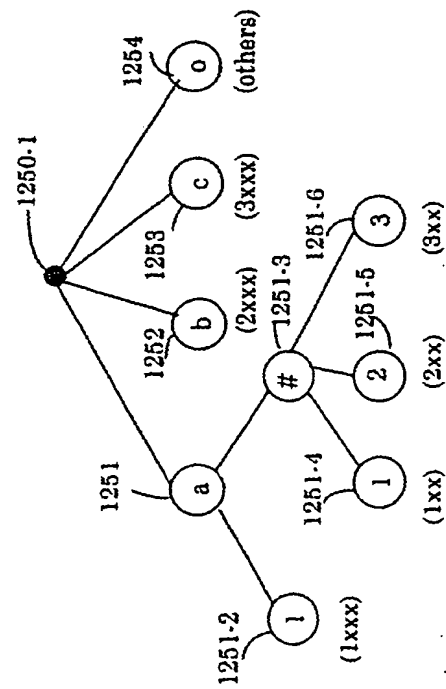 1250-1
1251
1252
1253
1254
a
b
c
o
(2xxx)
(3xxx)
(others)
1251-2
1251-3
#
1
(1xxx)
1251-4
1251-5
1251-6
1
2
3
(1xx)
(2xx)
(3xx)